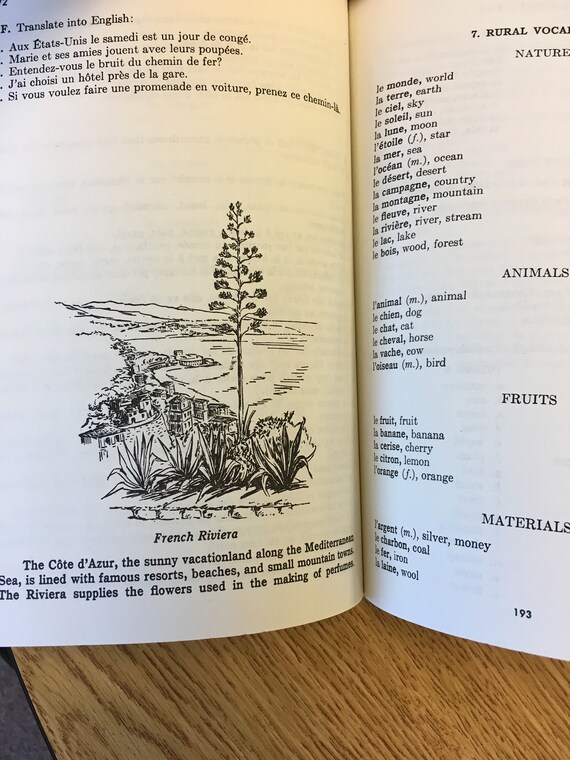 F. Translate into English:
. Aux États-Unis le samedi est un jour de congé.
. Marie et ses amies jouent avec leurs poupées.
. Entendez-vous le bruit du chemin de fer?
. J'ai choisi un hôtel près de la gare.
. Si vous voulez faire une promenade en voiture, prenez ce chemin-là.
French Riviera
The Côte d'Azur, the sunny vacationland along the Mediterranean
Sea, is lined with famous resorts, beaches, and small mountain towns.
The Riviera supplies the flowers used in the making of perfumes.
7. RURAL VOCA
NATURE
le monde, world
la terre, earth
le ciel, sky
le soleil, sun
la lune, moon
l'étoile (f.), star
la mer, sea
l'océan (m.), ocean
le désert, desert
la campagne, country
la montagne, mountain
le fleuve, river
la rivière, river, stream
le lac, lake
le bois, wood, forest
ANIMALS
l'animal (m.), animal
le chien, dog
le chat, cat
le cheval, horse
la vache, cow
l'oiseau (m.), bird
FRUITS
le fruit, fruit
la banane, banana
la cerise, cherry
le citron, lemon
l'orange (f.), orange
MATERIALS
l'argent (m.), silver, money
le charbon, coal
le fer, iron
la laine, wool
193